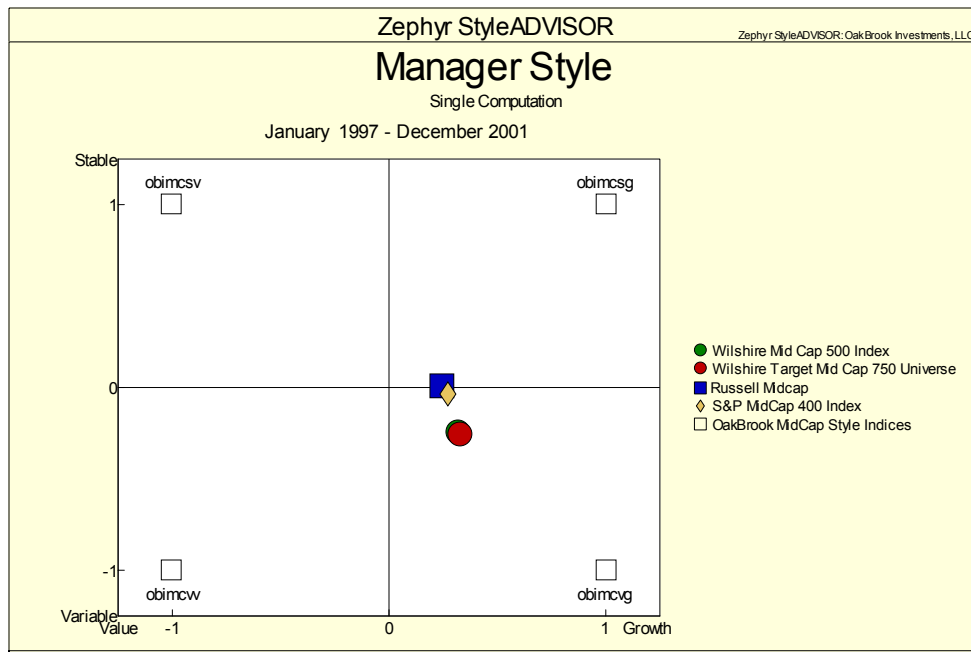 Zephyr StyleADVISOR
Zephyr StyleADVISOR: OakBrook Investments, LLC
Manager Style
Single Computation
January 1997 - December 2001
Stable
obimcsv
obimcsg
1
Wilshire Mid Cap 500 Index
Wilshire Target Mid Cap 750 Universe
0
Russell Midcap
S&P MidCap 400 Index
OakBrook MidCap Style Indices
-1
obimcvv
obimcvg
Variable
Value -1 0 1 Growth